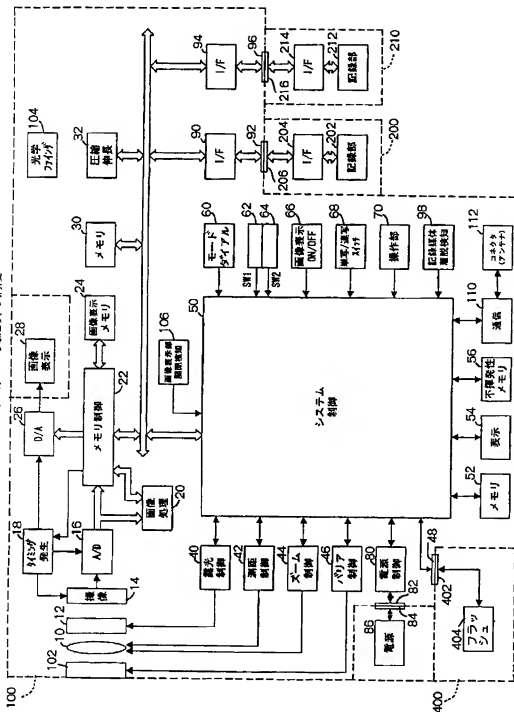 100
102
10
12
14
撮像
16
A/D
18
タイミング
発生
20
画像
処理
22
メモリ制御
24
画像表示
メモリ
26
D/A
28
画像
表示
30
メモリ
32
圧縮
伸長
104
光学
ファインダ
90
I/F
92
94
I/F
96
206
204
I/F
202
記録部
200
216
214
I/F
212
記録部
210
106
画像表示部
開閉検知
50
システム
制御
60
モード
ダイアル
SW1
62
SW2
64
66
画像表示
ON/OFF
68
単写/連写
スイッチ
70
操作部
98
記録媒体
着脱検知
40
露光
制御
42
測距
制御
44
ズーム
制御
46
バリア
制御
80
電源
制御
82
84
86
電源
48
402
404
フラッシュ
400
52
メモリ
54
表示
56
不揮発性
メモリ
110
通信
112
コネクタ
(アンテナ)